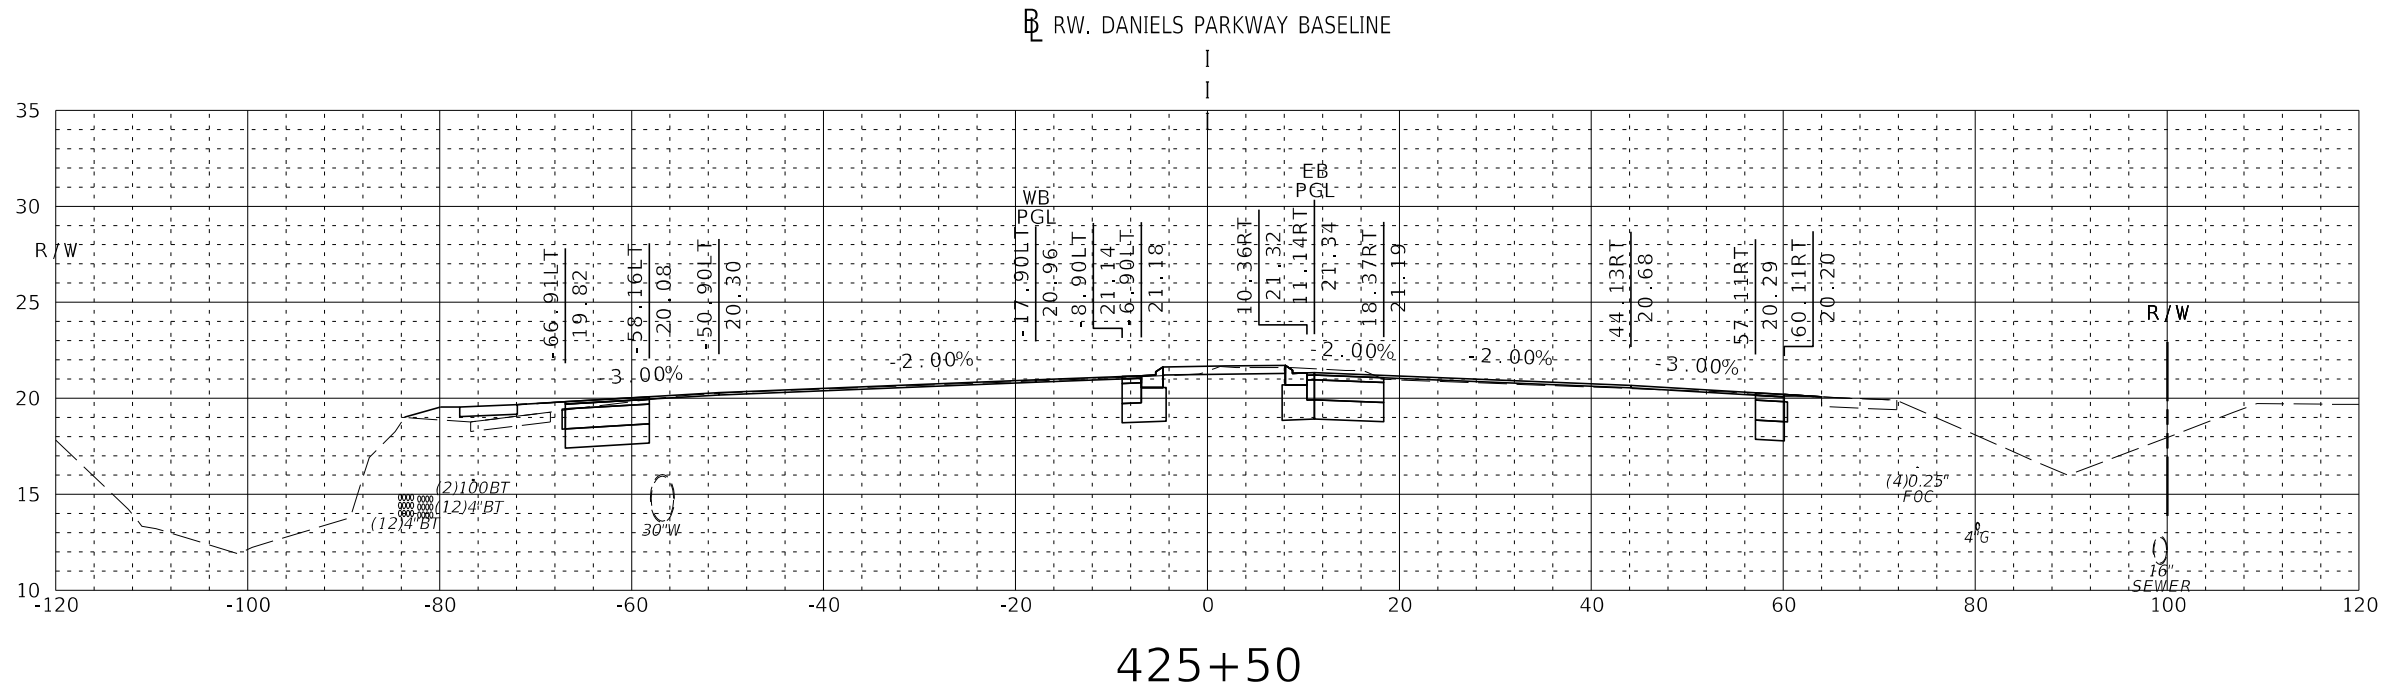 BL RW. DANIELS PARKWAY BASELINE
35
30
25
20
15
10
R/W
-66.91LT
19.82
-58.16LT
20.08
-50.90LT
20.30
WB
PGL
-17.90LT
20.96
-8.90LT
21.14
-6.90LT
21.18
10.36RT
21.32
EB
PGL
11.14RT
21.34
18.37RT
21.19
44.13RT
20.68
57.11RT
20.29
60.11RT
20.20
R/W
-3.00%
-2.00%
-2.00%
-2.00%
-3.00%
(2)100BT
(12)4"BT
(12)4"BT
30"W
(4)0.25"
FOC
4"G
16"
SEWER
-120
-100
-80
-60
-40
-20
0
20
40
60
80
100
120
425+50